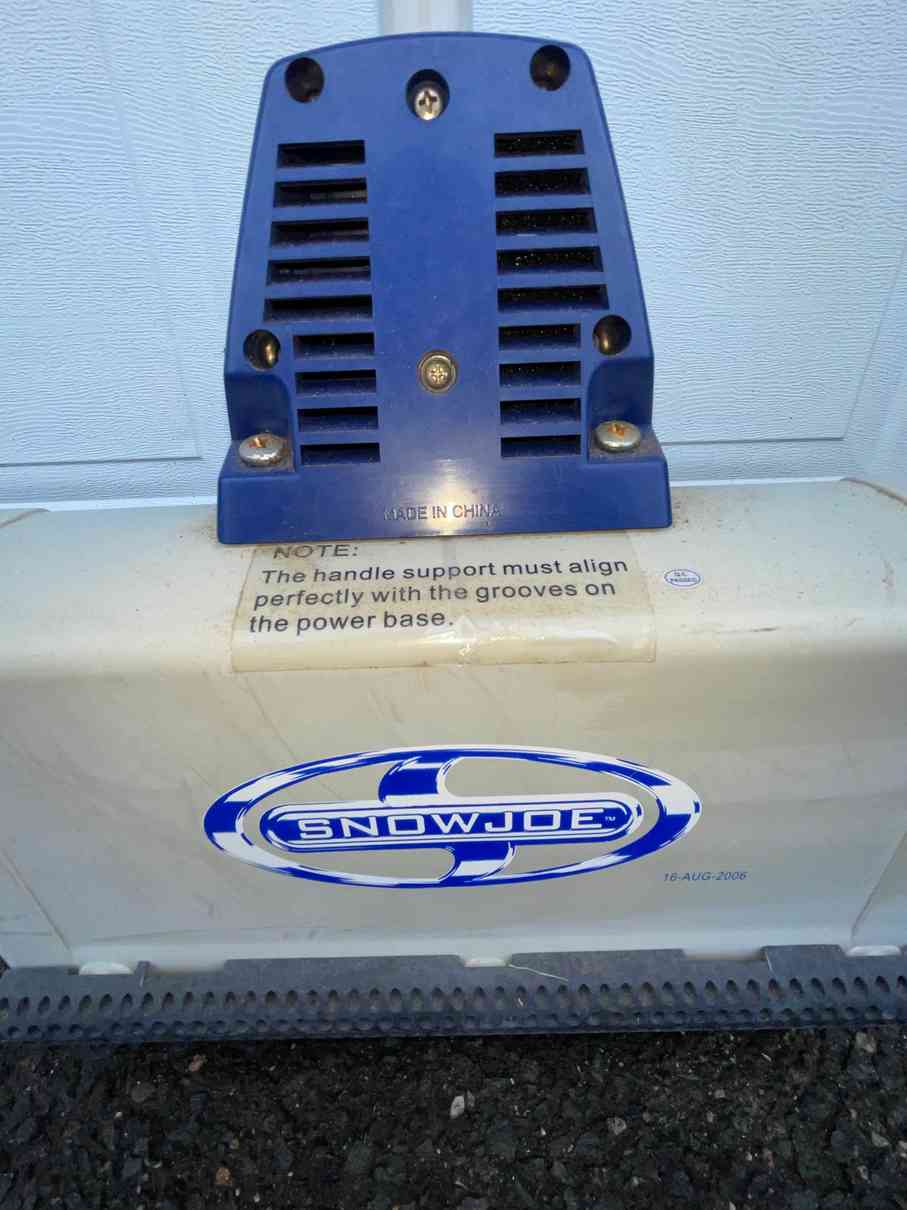 MADE IN CHINA
NOTE:
The handle support must align
perfectly with the grooves on
the power base.
Q.C.
PASSED
SNOWJOE™
16-AUG-2006